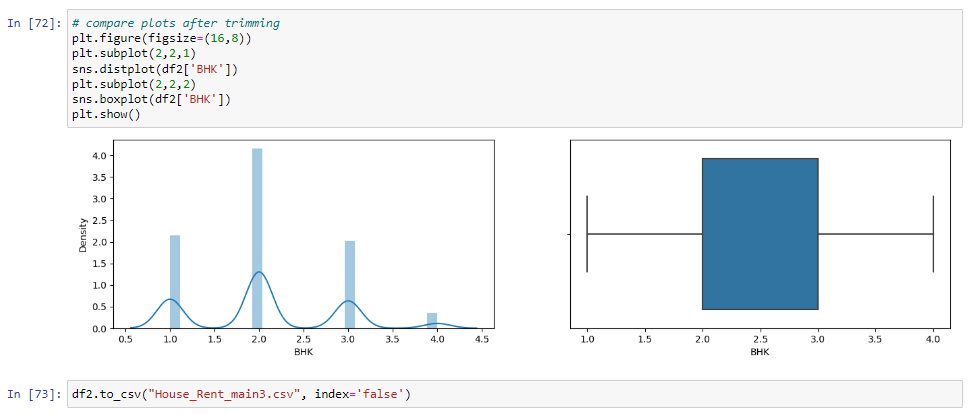 In [72]:
# compare plots after trimming
plt.figure(figsize=(16,8))
plt.subplot(2,2,1)
sns.distplot(df2['BHK'])
plt.subplot(2,2,2)
sns.boxplot(df2['BHK'])
plt.show()
4.0
3.5
3.0
2.5
2.0
1.5
1.0
0.5
0.0
Density
0.5 1.0 1.5 2.0 2.5 3.0 3.5 4.0 4.5
BHK
1.0 1.5 2.0 2.5 3.0 3.5 4.0
BHK
In [73]:
df2.to_csv("House_Rent_main3.csv", index='false')